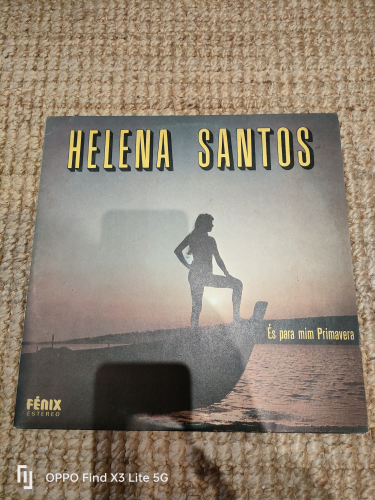 HELENA SANTOS
És para mim Primavera
FÉNIX
ESTEREO
OPPO Find X3 Lite 5G